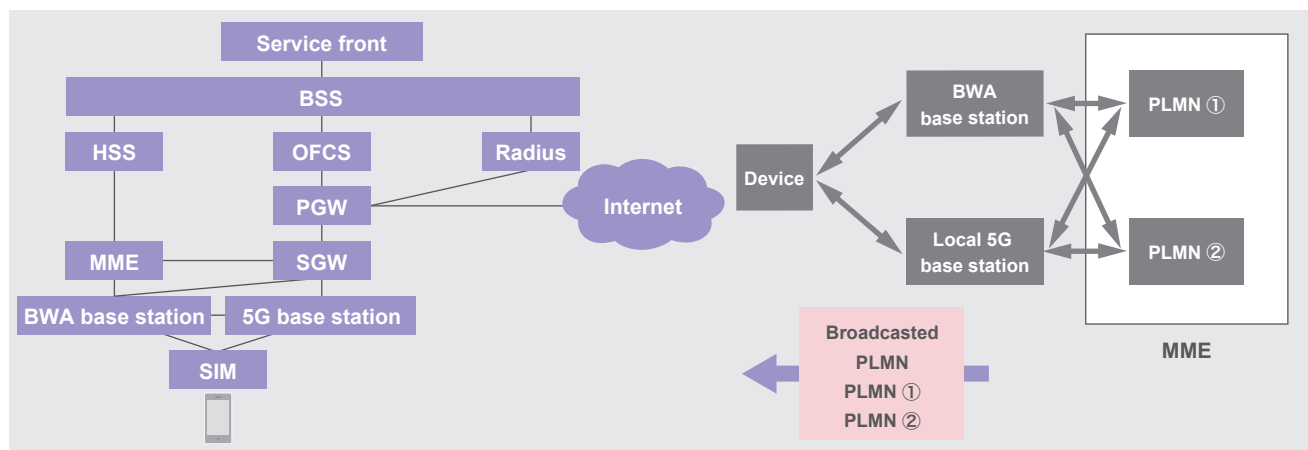 Service front
BSS
HSS
OFCS
Radius
PGW
Internet
MME
SGW
BWA base station
5G base station
SIM
Device
BWA
base station
Local 5G
base station
PLMN ①
PLMN ②
MME
Broadcasted
PLMN
PLMN ①
PLMN ②